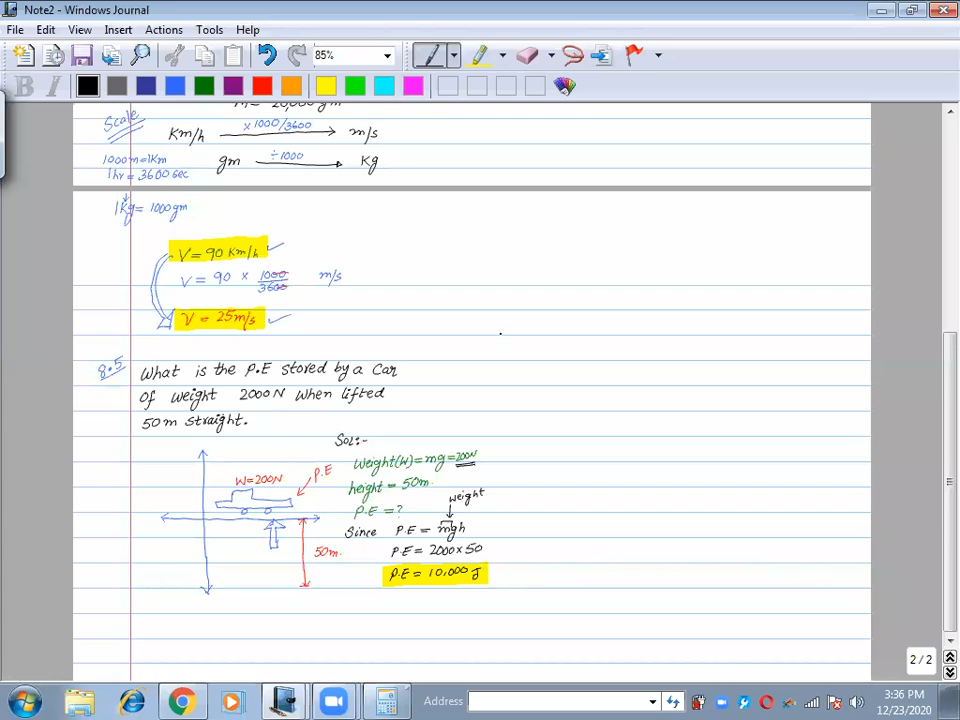 Note2 - Windows Journal
File Edit View Insert Actions Tools Help
85%
B I
Scale
Km/h ×1000/3600 m/s
1000m=1Km
1hr = 3600 sec
gm ÷1000 Kg
1Kg = 1000gm
V = 90 Km/h
V = 90 × 1000/3600 m/s
V = 25m/s
8.5 What is the P.E stored by a Car
Of weight 2000N when lifted
50m straight.
Sol:-
Weight(W) = mg = 200N
W=200N P.E
height = 50m.
P.E = ?
weight
Since P.E = mgh
P.E = 2000×50
50m.
P.E = 10,000 J
2 / 2
Address
3:36 PM
12/23/2020